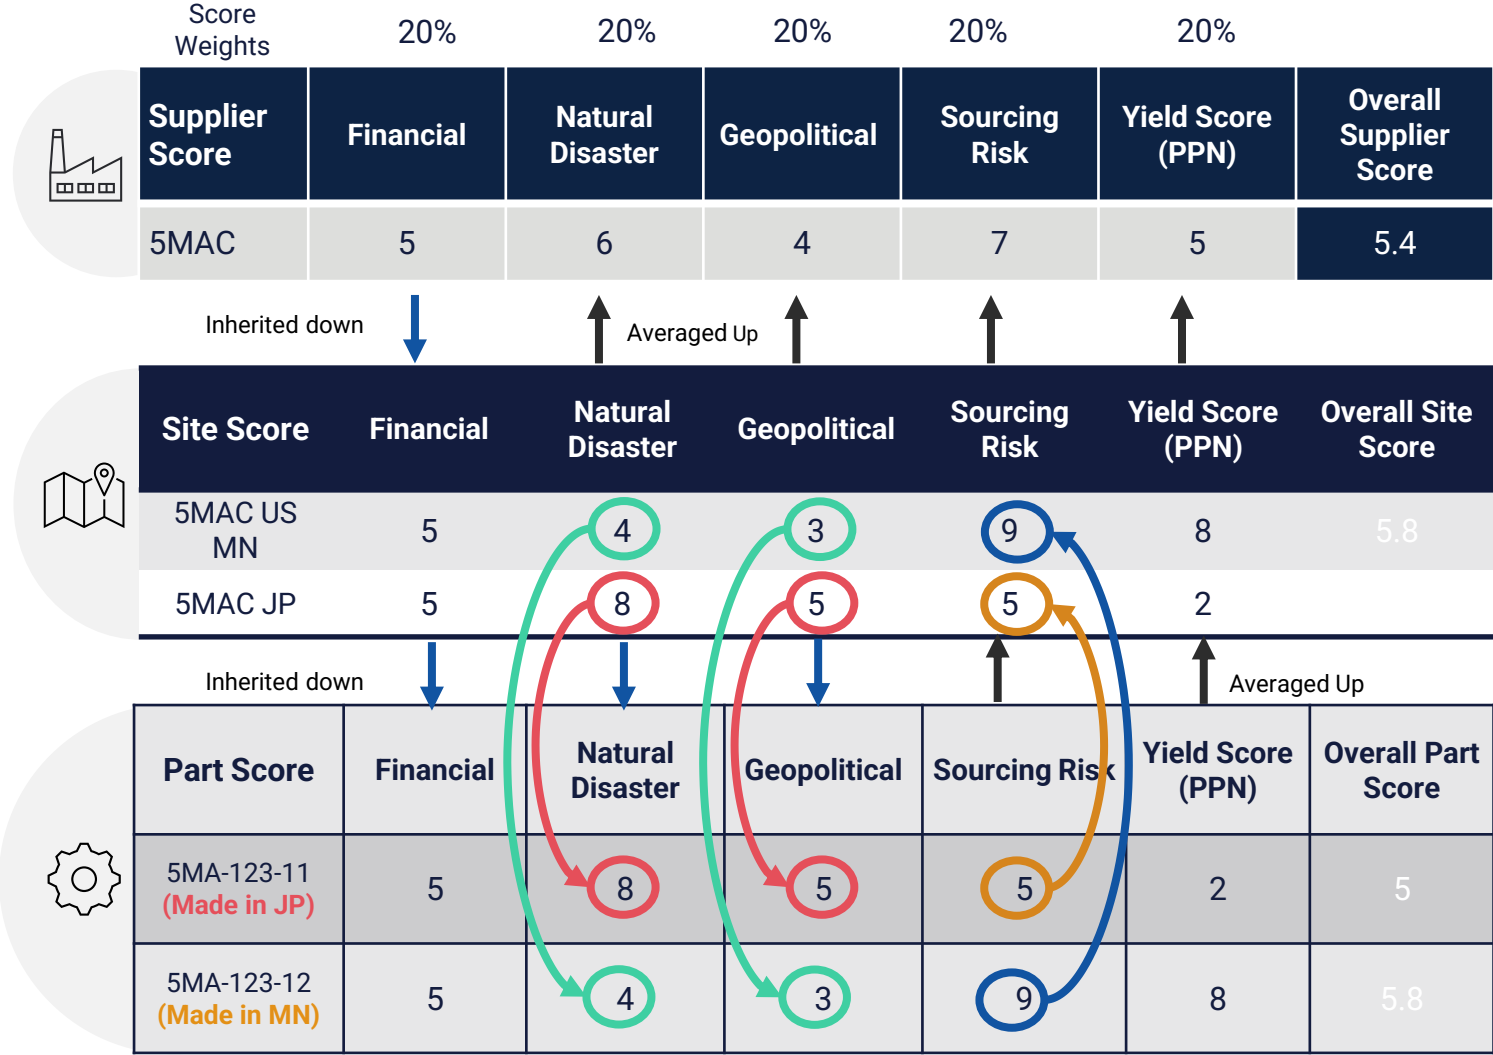 Score
Weights
20% 20% 20% 20% 20%
Supplier
Score
Financial
Natural
Disaster
Geopolitical
Sourcing
Risk
Yield Score
(PPN)
Overall
Supplier
Score
5MAC 5 6 4 7 5 5.4
Inherited down
Averaged Up
Site Score
Financial
Natural
Disaster
Geopolitical
Sourcing
Risk
Yield Score
(PPN)
Overall Site
Score
5MAC US
MN
5 4 3 9 8 5.8
5MAC JP 5 8 5 5 2
Inherited down
Averaged Up
Part Score
Financial
Natural
Disaster
Geopolitical
Sourcing Risk
Yield Score
(PPN)
Overall Part
Score
5MA-123-11
(Made in JP)
5 8 5 5 2 5
5MA-123-12
(Made in MN)
5 4 3 9 8 5.8